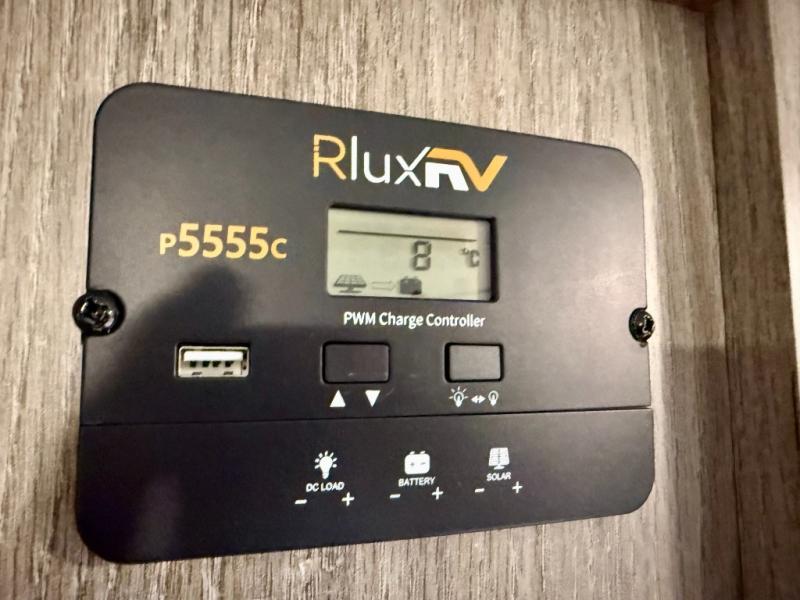 RluxRV
P5555C
8 °C
PWM Charge Controller
▲ ▼
DC LOAD
BATTERY
SOLAR
− +
− +
− +